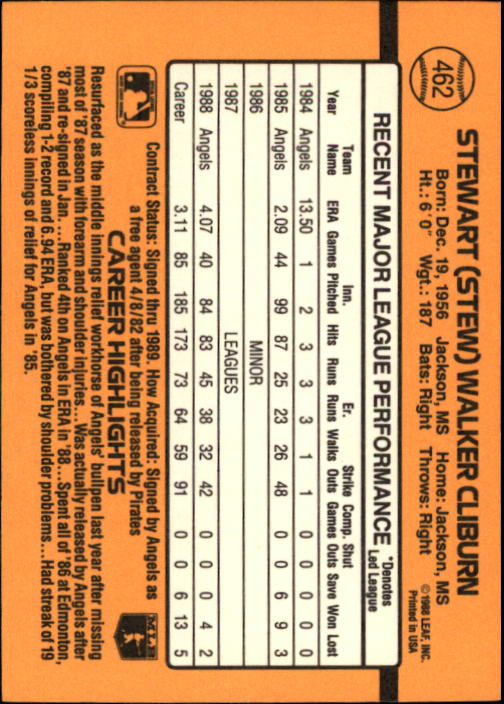 462
STEWART (STEW) WALKER CLIBURN
Born: Dec. 19, 1956 Jackson, MS Home: Jackson, MS
Ht.: 6'0" Wgt.: 187 Bats: Right Throws: Right
©1988 LEAF, INC.
Printed in USA
RECENT MAJOR LEAGUE PERFORMANCE *Denotes Led League
Year Team Name ERA Games Inn. Pitched Hits Runs Er. Runs Walks Strike Outs Comp. Games Shut Outs Save Won Lost
1984 Angels 13.50 1 2 3 3 3 1 1 0 0 0 0 0
1985 Angels 2.09 44 99 87 25 23 26 48 0 0 6 9 3
1986 MINOR
1987 LEAGUES
1988 Angels 4.07 40 84 83 45 38 32 42 0 0 0 4 2
Career 3.11 85 185 173 73 64 59 91 0 0 6 13 5
Contract Status: Signed thru 1989. How Acquired: Signed by Angels as
a free agent 4/8/82 after being released by Pirates
CAREER HIGHLIGHTS
MLB
Resurfaced as the middle innings relief workhorse of Angels' bullpen last year after missing
most of '87 season with forearm and shoulder injuries...Was actually released by Angels after
'87 and re-signed in Jan. ...Ranked 4th on Angels in ERA in '88...Spent all of '86 at Edmonton,
compiling 1-2 record and 6.94 ERA, but was bothered by shoulder problems...Had streak of 19
1/3 scoreless innings of relief for Angels in '85.